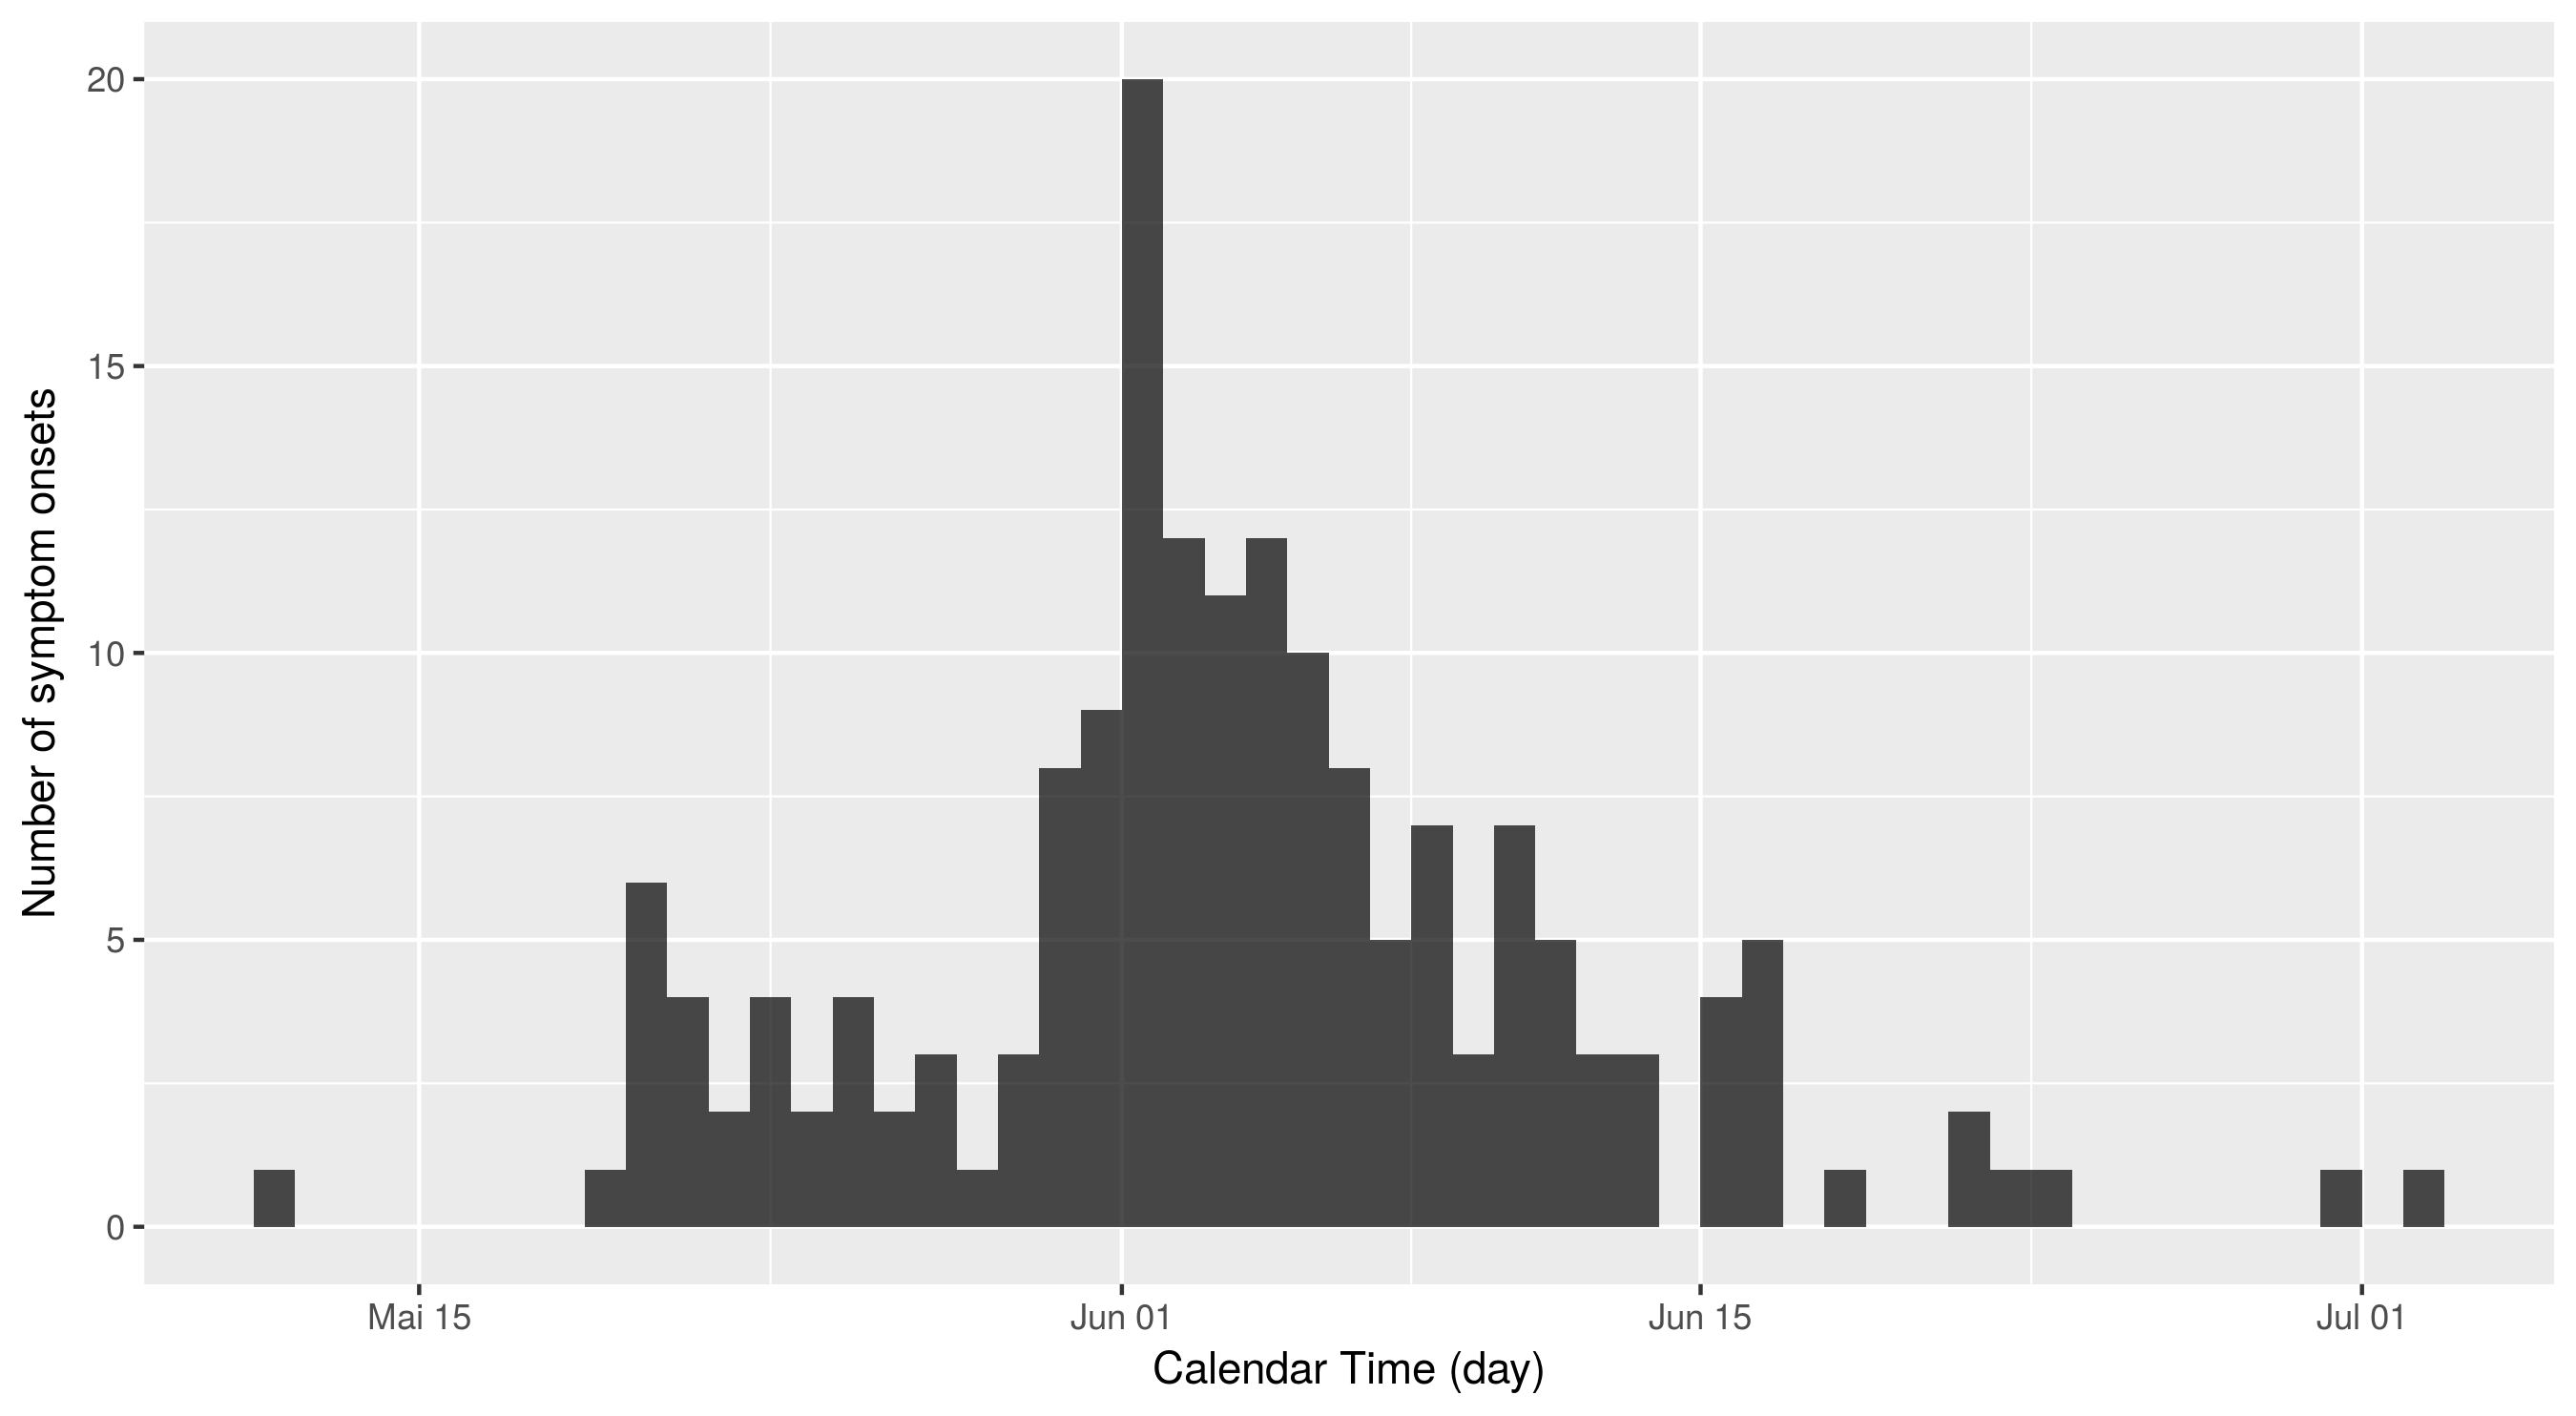 Number of symptom onsets
20
15
10
5
0
Mai 15
Jun 01
Jun 15
Jul 01
Calendar Time (day)